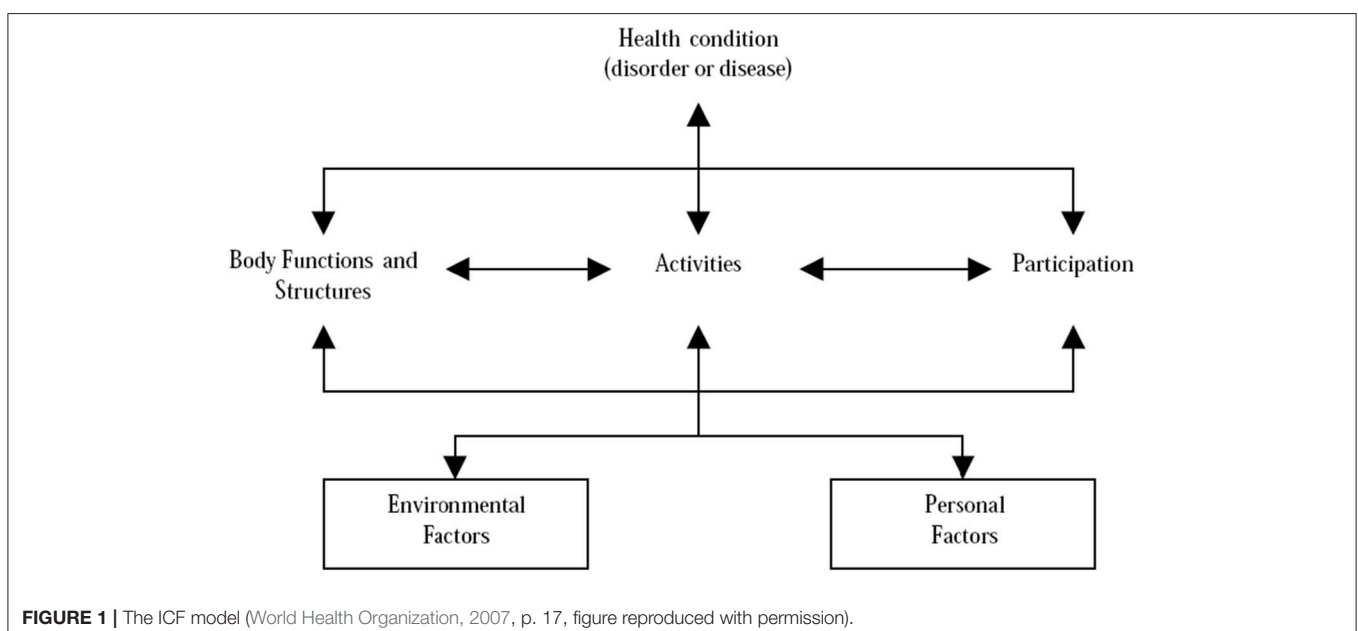 Health condition
(disorder or disease)
Body Functions and
Structures
Activities
Participation
Environmental
Factors
Personal
Factors
FIGURE 1 | The ICF model (World Health Organization, 2007, p. 17, figure reproduced with permission).